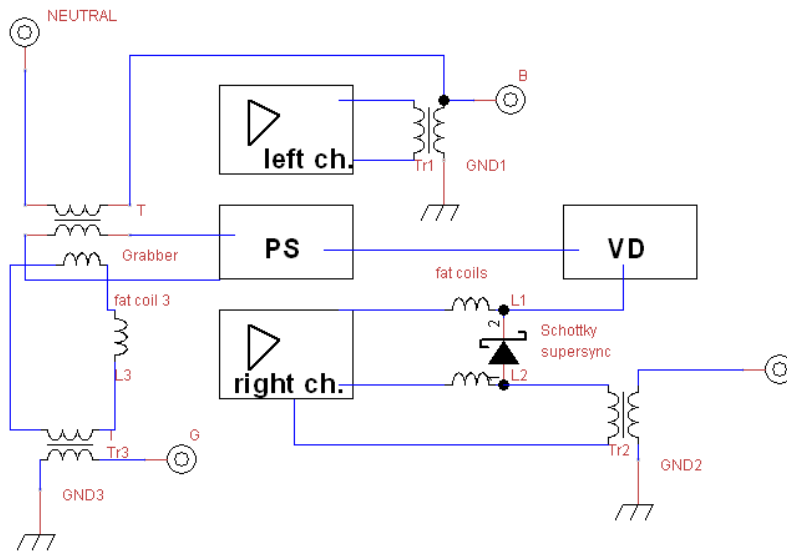 NEUTRAL
B
left ch.
Tr1
GND1
T
Grabber
PS
VD
fat coils
fat coil 3
L1
2
Schottky
supersync
L3
right ch.
1
L2
T
Tr3
G
GND3
Tr2
GND2